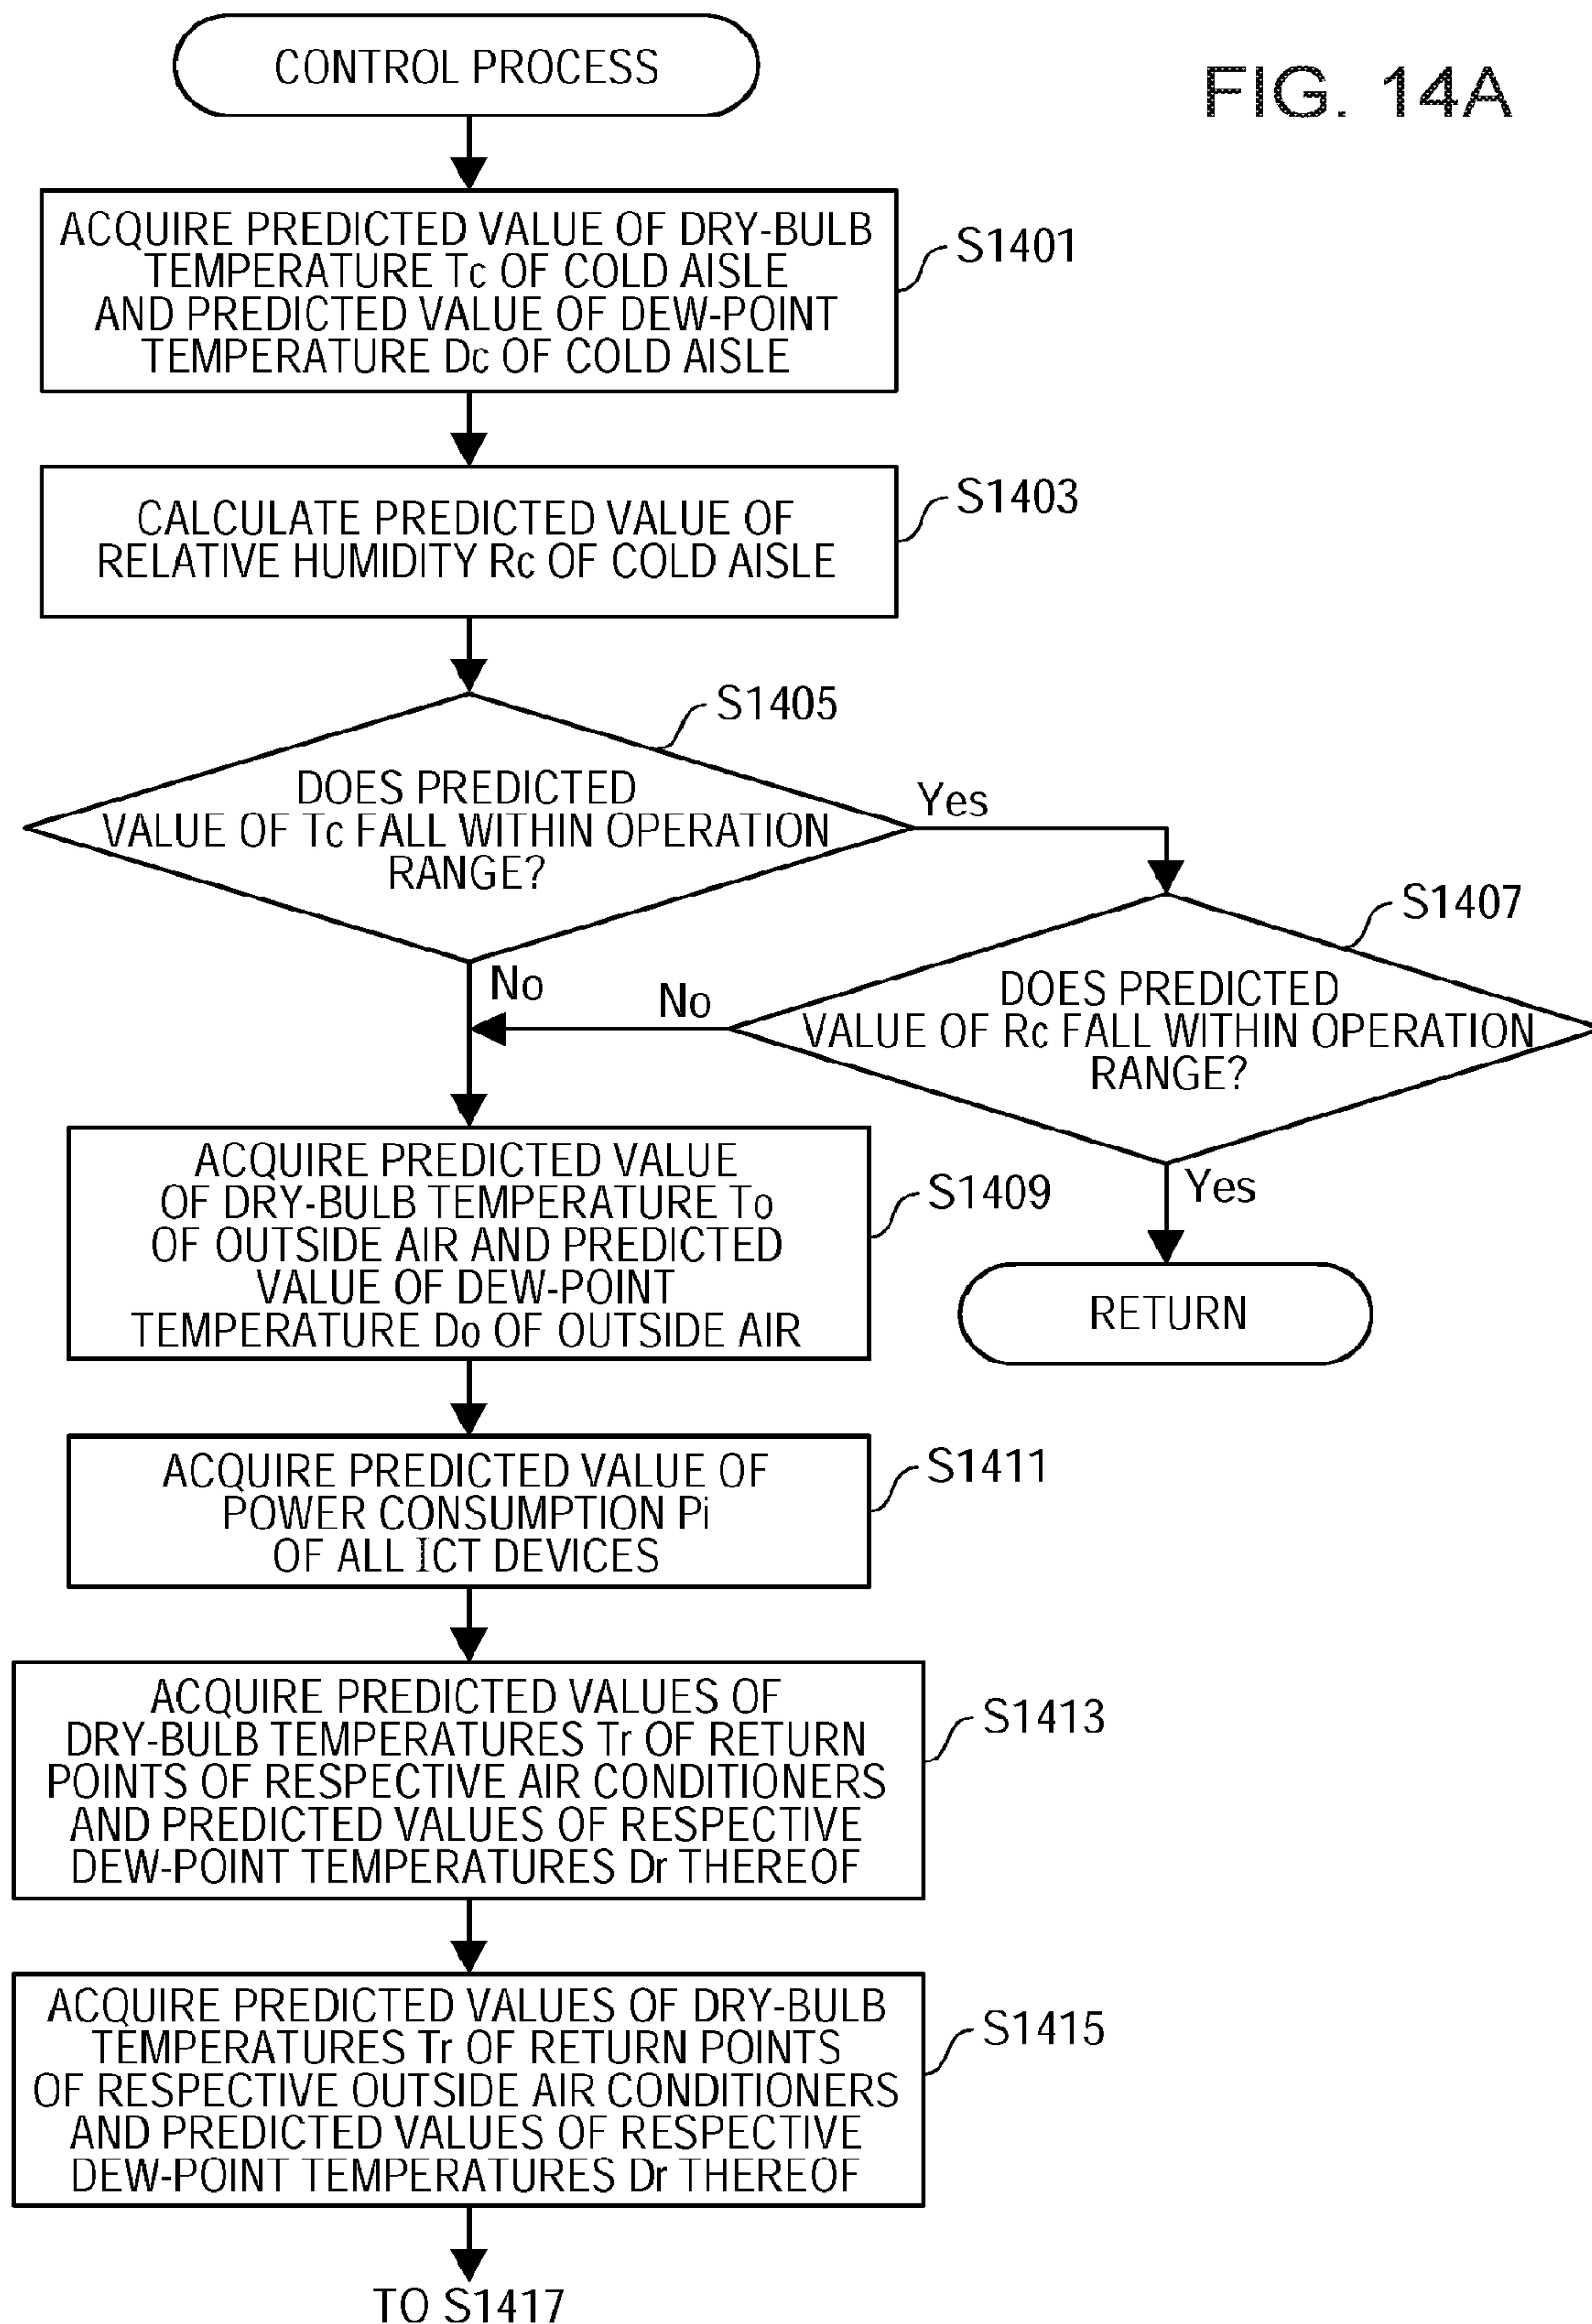 CONTROL PROCESS
FIG. 14A
ACQUIRE PREDICTED VALUE OF DRY-BULB
TEMPERATURE Tc OF COLD AISLE
AND PREDICTED VALUE OF DEW-POINT
TEMPERATURE Dc OF COLD AISLE
S1401
CALCULATE PREDICTED VALUE OF
RELATIVE HUMIDITY Rc OF COLD AISLE
S1403
S1405
DOES PREDICTED
VALUE OF Tc FALL WITHIN OPERATION
RANGE?
Yes
No
S1407
DOES PREDICTED
VALUE OF Rc FALL WITHIN OPERATION
RANGE?
No
Yes
RETURN
ACQUIRE PREDICTED VALUE
OF DRY-BULB TEMPERATURE To
OF OUTSIDE AIR AND PREDICTED
VALUE OF DEW-POINT
TEMPERATURE Do OF OUTSIDE AIR
S1409
ACQUIRE PREDICTED VALUE OF
POWER CONSUMPTION Pi
OF ALL ICT DEVICES
S1411
ACQUIRE PREDICTED VALUES OF
DRY-BULB TEMPERATURES Tr OF RETURN
POINTS OF RESPECTIVE AIR CONDITIONERS
AND PREDICTED VALUES OF RESPECTIVE
DEW-POINT TEMPERATURES Dr THEREOF
S1413
ACQUIRE PREDICTED VALUES OF DRY-BULB
TEMPERATURES Tr OF RETURN POINTS
OF RESPECTIVE OUTSIDE AIR CONDITIONERS
AND PREDICTED VALUES OF RESPECTIVE
DEW-POINT TEMPERATURES Dr THEREOF
S1415
TO S1417